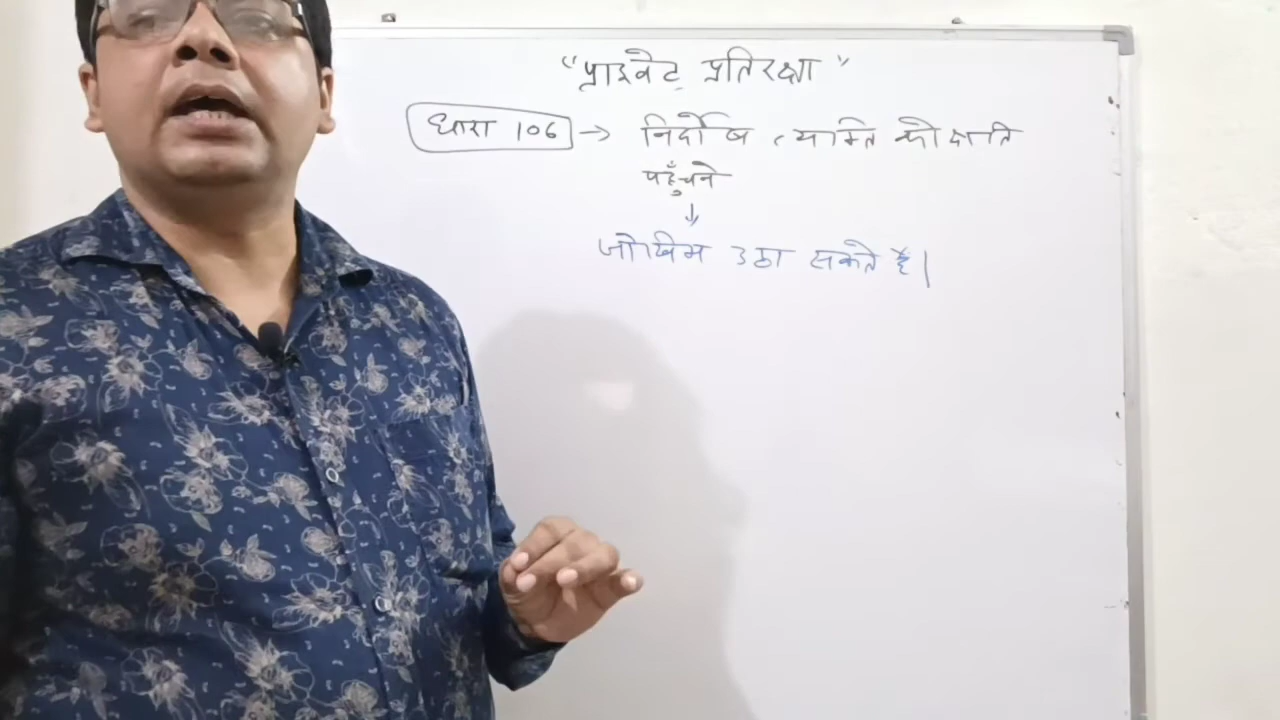 "प्राइवेट प्रतिरक्षा"
धारा 106 → निर्दोष व्यक्ति को क्षति
पहुँचने
↓
जोखिम उठा सकते है।